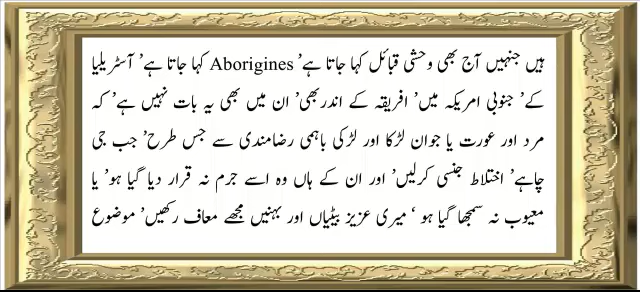 ہیں جنہیں آج بھی وحشی قبائل کہا جاتا ہے’ Aborigines کہا جاتا ہے’ آسٹریلیا
کے’ جنوبی امریکہ میں’ افریقہ کے اندربھی’ ان میں بھی یہ بات نہیں ہے’ کہ
مرد اور عورت یا جوان لڑکا اور لڑکی باہمی رضامندی سے جس طرح’ جب جی
چاہے’ اختلاط جنسی کرلیں’ اور ان کے ہاں وہ اسے جرم نہ قرار دیا گیا ہو’ یا
معیوب نہ سمجھا گیا ہو ‘ میری عزیز بیٹیاں اور بہنیں مجھے معاف رکھیں’ موضوع